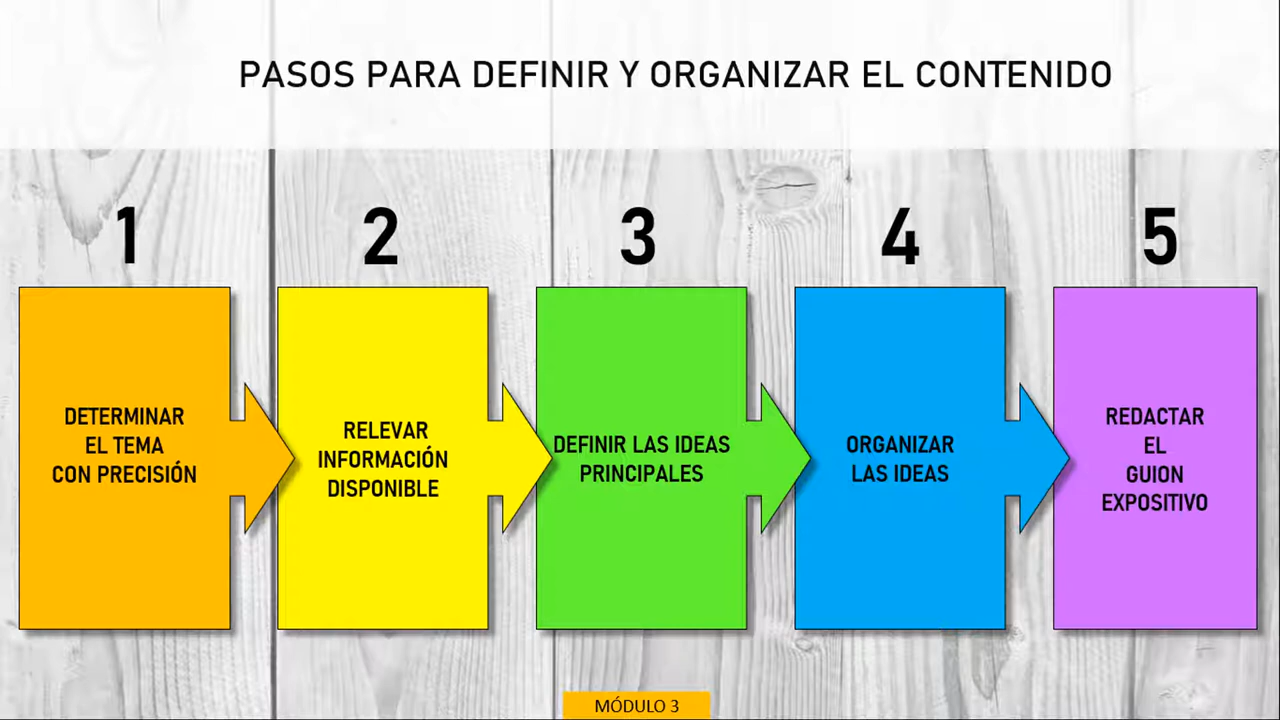 PASOS PARA DEFINIR Y ORGANIZAR EL CONTENIDO
1
DETERMINAR
EL TEMA
CON PRECISIÓN
2
RELEVAR
INFORMACIÓN
DISPONIBLE
3
DEFINIR LAS IDEAS
PRINCIPALES
4
ORGANIZAR
LAS IDEAS
5
REDACTAR
EL
GUION
EXPOSITIVO
MÓDULO 3